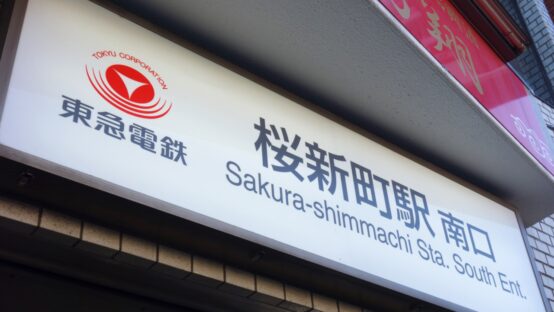 TOKYU CORPORATION
東急電鉄
桜新町駅 南口
Sakura-shimmachi Sta. South Ent.